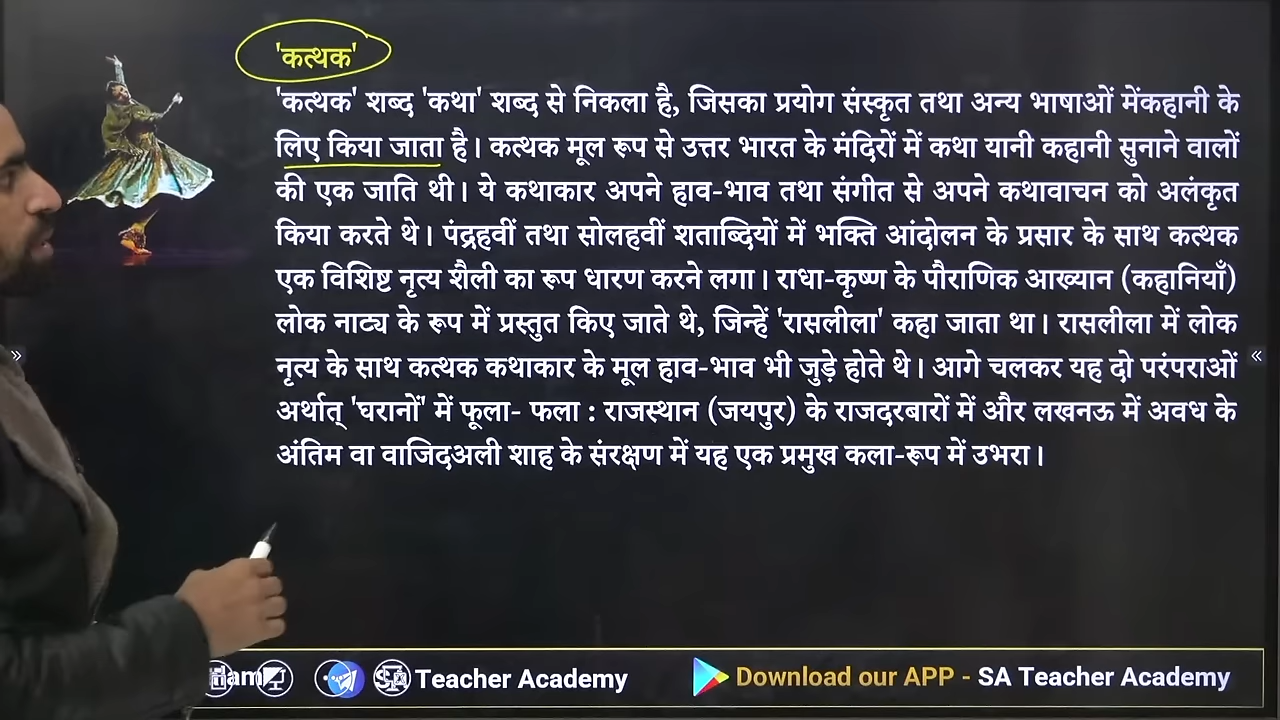 'कत्थक'
'कत्थक' शब्द 'कथा' शब्द से निकला है, जिसका प्रयोग संस्कृत तथा अन्य भाषाओं मेंकहानी के
लिए किया जाता है। कत्थक मूल रूप से उत्तर भारत के मंदिरों में कथा यानी कहानी सुनाने वालों
की एक जाति थी। ये कथाकार अपने हाव-भाव तथा संगीत से अपने कथावाचन को अलंकृत
किया करते थे। पंद्रहवीं तथा सोलहवीं शताब्दियों में भक्ति आंदोलन के प्रसार के साथ कत्थक
एक विशिष्ट नृत्य शैली का रूप धारण करने लगा। राधा-कृष्ण के पौराणिक आख्यान (कहानियाँ)
लोक नाट्य के रूप में प्रस्तुत किए जाते थे, जिन्हें 'रासलीला' कहा जाता था। रासलीला में लोक
नृत्य के साथ कत्थक कथाकार के मूल हाव-भाव भी जुड़े होते थे। आगे चलकर यह दो परंपराओं
अर्थात् 'घरानों" में फूला- फला : राजस्थान (जयपुर) के राजदरबारों में और लखनऊ में अवध के
अंतिम वा वाजिदअली शाह के संरक्षण में यह एक प्रमुख कला-रूप में उभरा।
Teacher Academy Download our APP - SA Teacher Academy